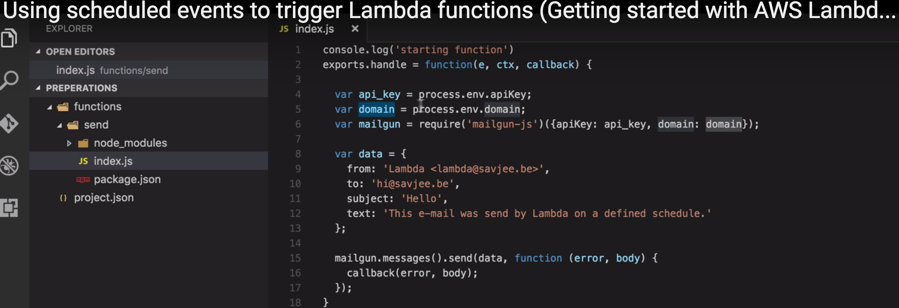 Using scheduled events to trigger Lambda functions (Getting started with AWS Lambd...
EXPLORER
OPEN EDITORS
index.js functions/send
PREPERATIONS
functions
send
node_modules
JS index.js
package.json
{} project.json
JS index.js ×
1 console.log('starting function')
2 exports.handle = function(e, ctx, callback) {
3
4 var api_key = process.env.apiKey;
5 var domain = process.env.domain;
6 var mailgun = require('mailgun-js')({apiKey: api_key, domain: domain});
7
8 var data = {
9 from: 'Lambda <lambda@savjee.be>',
10 to: 'hi@savjee.be',
11 subject: 'Hello',
12 text: 'This e-mail was send by Lambda on a defined schedule.'
13 };
14
15 mailgun.messages().send(data, function (error, body) {
16 callback(error, body);
17 });
18 }